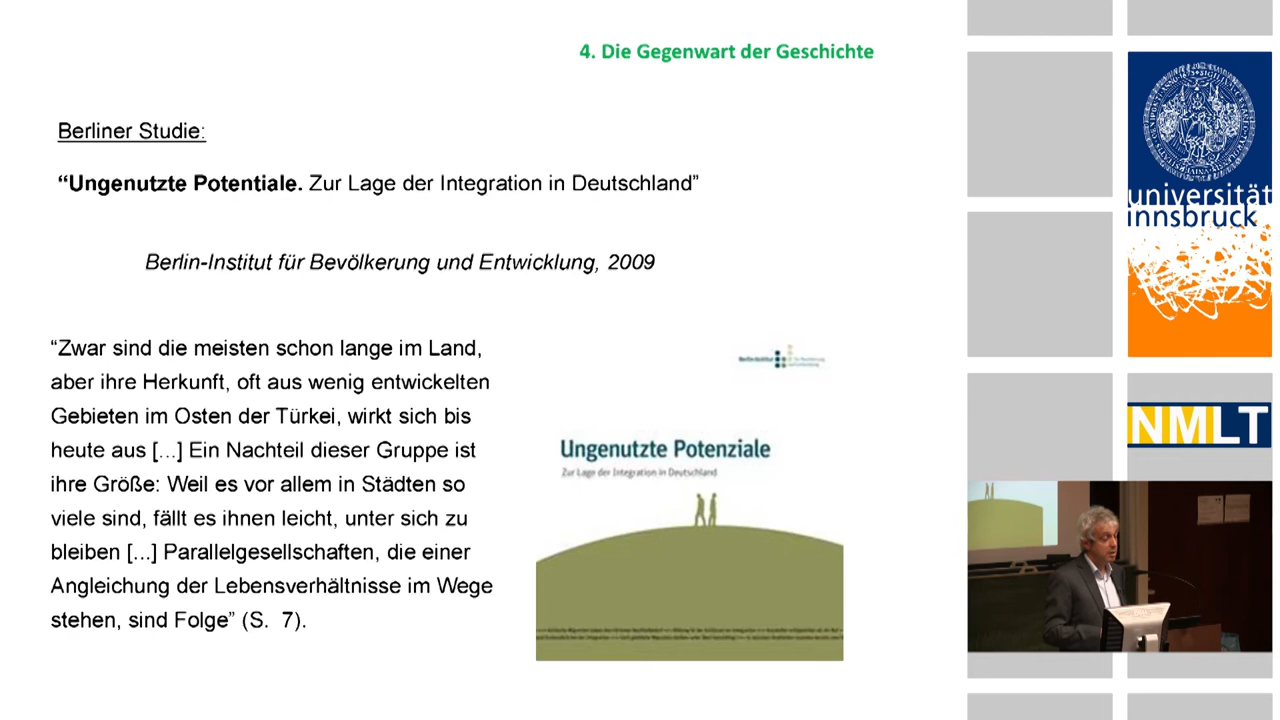 4. Die Gegenwart der Geschichte
Berliner Studie:
“Ungenutzte Potentiale. Zur Lage der Integration in Deutschland”
Berlin-Institut für Bevölkerung und Entwicklung, 2009
“Zwar sind die meisten schon lange im Land,
aber ihre Herkunft, oft aus wenig entwickelten
Gebieten im Osten der Türkei, wirkt sich bis
heute aus [...] Ein Nachteil dieser Gruppe ist
ihre Größe: Weil es vor allem in Städten so
viele sind, fällt es ihnen leicht, unter sich zu
bleiben [...] Parallelgesellschaften, die einer
Angleichung der Lebensverhältnisse im Wege
stehen, sind Folge” (S. 7).
Berlin-Institut
Ungenutzte Potenziale
Zur Lage der Integration in Deutschland
universität
innsbruck
NMLT